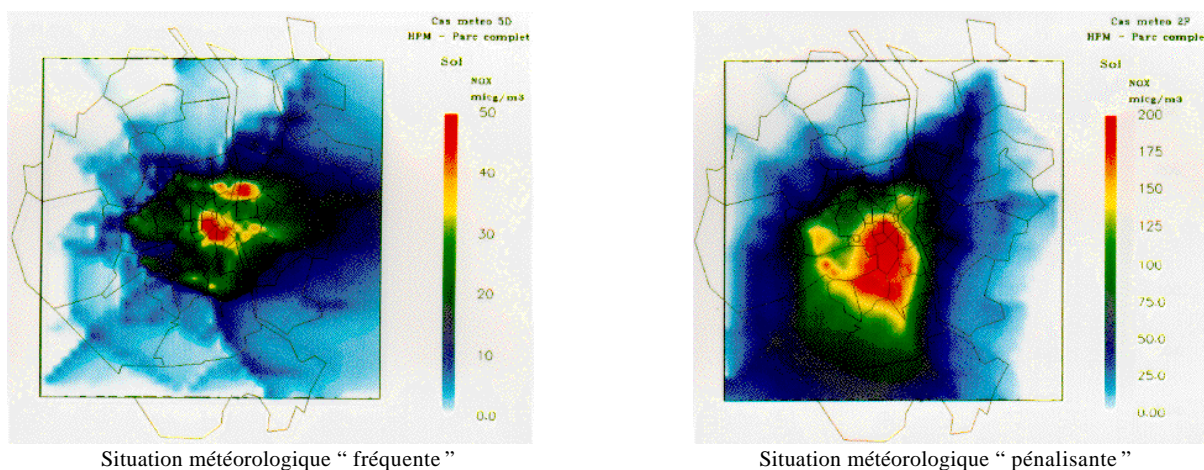 Cas meteo 5D
HPM - Parc complet
Sol
NOX
micg/m3
50
40
30
20
10
0.0
Situation météorologique “ fréquente ”
Cas meteo 2P
HPM - Parc complet
Sol
NOX
micg/m3
200
175
150
125
100
75.0
50.0
25.0
0.00
Situation météorologique “ pénalisante ”